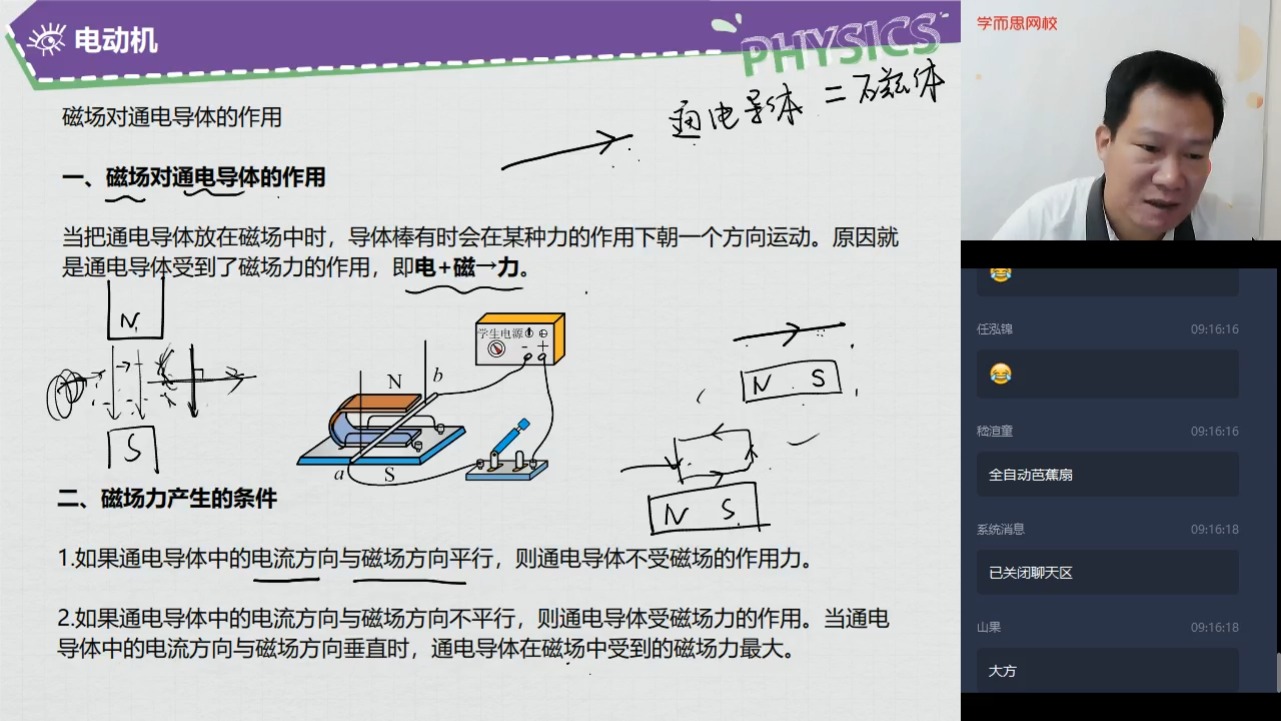 电动机
PHYSICS
通电导体=磁体
磁场对通电导体的作用
一、磁场对通电导体的作用
当把通电导体放在磁场中时，导体棒有时会在某种力的作用下朝一个方向运动。原因就
是通电导体受到了磁场力的作用，即电+磁→力。
N
S
学生电源
- +
N
b
a
S
N S
N S
二、磁场力产生的条件
1.如果通电导体中的电流方向与磁场方向平行，则通电导体不受磁场的作用力。
2.如果通电导体中的电流方向与磁场方向不平行，则通电导体受磁场力的作用。当通电
导体中的电流方向与磁场方向垂直时，通电导体在磁场中受到的磁场力最大。
学而思网校
任泓锦 09:16:16
😂
嵇渲童 09:16:16
全自动芭蕉扇
系统消息 09:16:18
已关闭聊天区
山果 09:16:18
大方